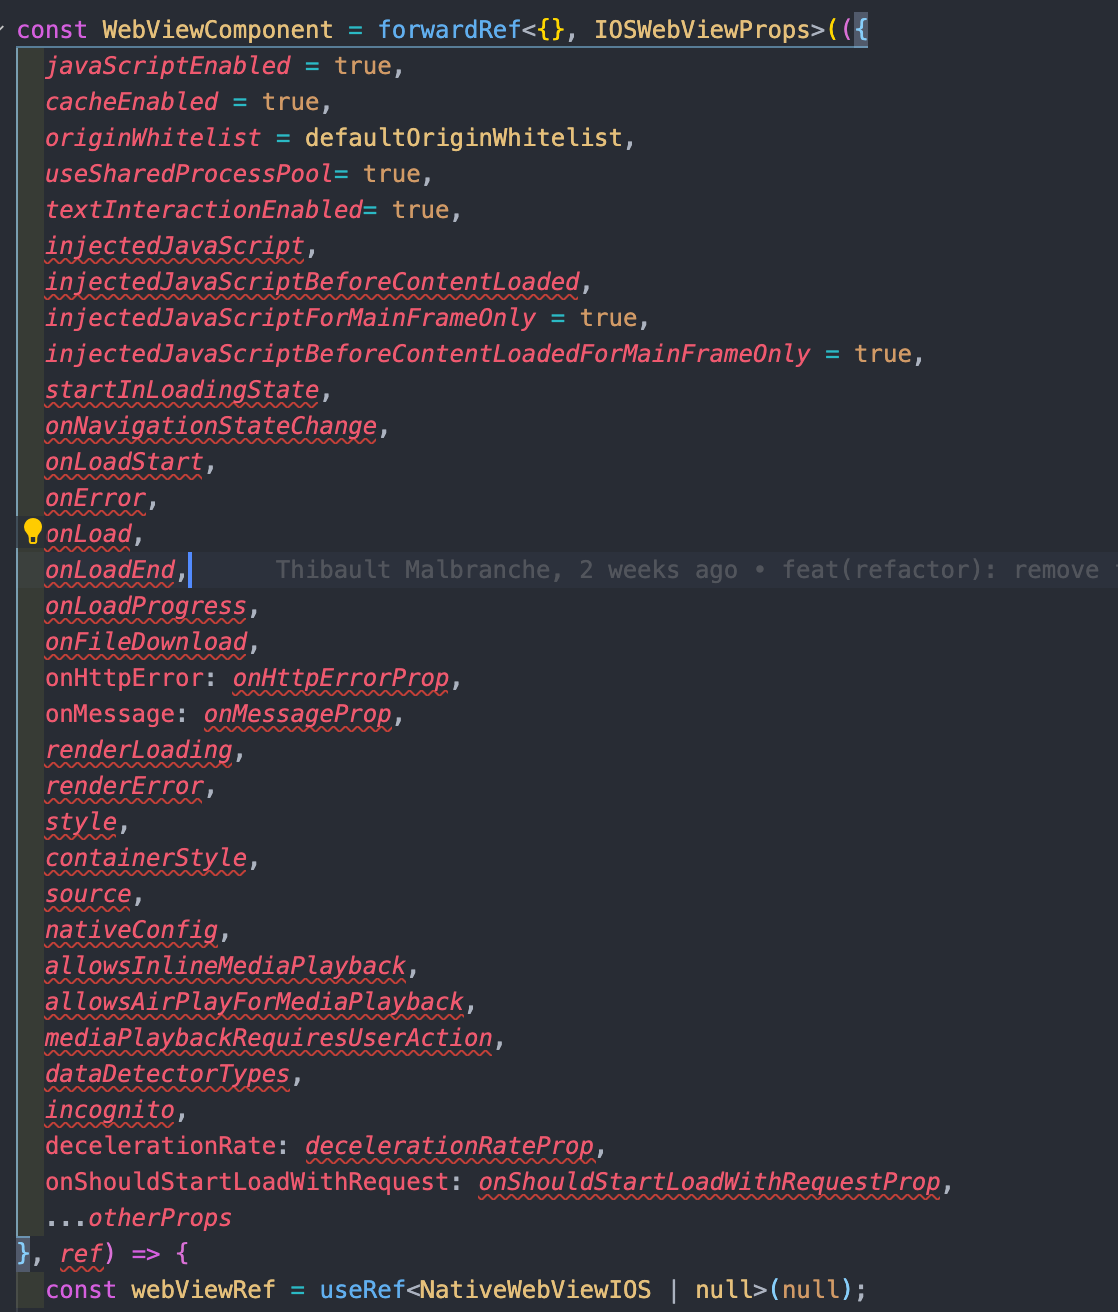 const WebViewComponent = forwardRef<{}, IOSWebViewProps>(({
javaScriptEnabled = true,
cacheEnabled = true,
originWhitelist = defaultOriginWhitelist,
useSharedProcessPool= true,
textInteractionEnabled= true,
injectedJavaScript,
injectedJavaScriptBeforeContentLoaded,
injectedJavaScriptForMainFrameOnly = true,
injectedJavaScriptBeforeContentLoadedForMainFrameOnly = true,
startInLoadingState,
onNavigationStateChange,
onLoadStart,
onError,
onLoad,
onLoadEnd, Thibault Malbranche, 2 weeks ago • feat(refactor): remove
onLoadProgress,
onFileDownload,
onHttpError: onHttpErrorProp,
onMessage: onMessageProp,
renderLoading,
renderError,
style,
containerStyle,
source,
nativeConfig,
allowsInlineMediaPlayback,
allowsAirPlayForMediaPlayback,
mediaPlaybackRequiresUserAction,
dataDetectorTypes,
incognito,
decelerationRate: decelerationRateProp,
onShouldStartLoadWithRequest: onShouldStartLoadWithRequestProp,
...otherProps
}, ref) => {
const webViewRef = useRef<NativeWebViewIOS | null>(null);